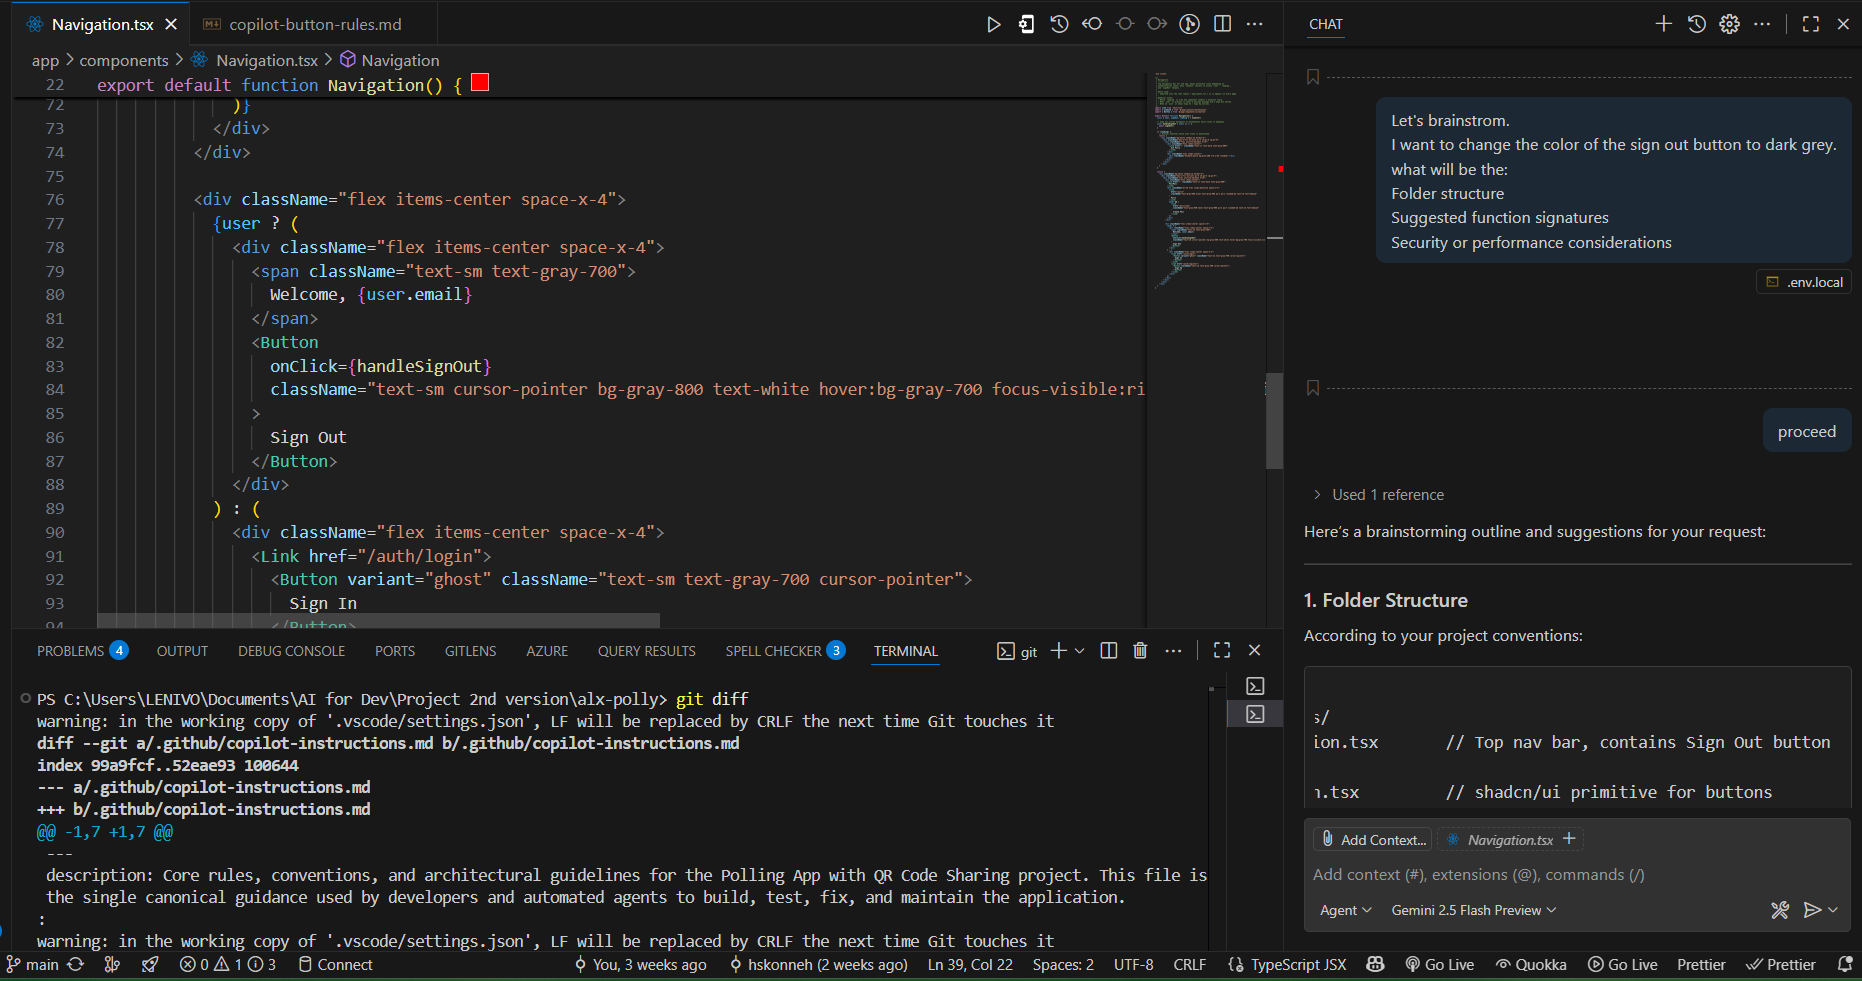 Navigation.tsx
copilot-button-rules.md
CHAT
app > components > Navigation.tsx > Navigation
22 export default function Navigation() {
72 )}
73 </div>
74 </div>
75
76 <div className="flex items-center space-x-4">
77 {user ? (
78 <div className="flex items-center space-x-4">
79 <span className="text-sm text-gray-700">
80 Welcome, {user.email}
81 </span>
82 <Button
83 onClick={handleSignOut}
84 className="text-sm cursor-pointer bg-gray-800 text-white hover:bg-gray-700 focus-visible:ri
85 >
86 Sign Out
87 </Button>
88 </div>
89 ) : (
90 <div className="flex items-center space-x-4">
91 <Link href="/auth/login">
92 <Button variant="ghost" className="text-sm text-gray-700 cursor-pointer">
93 Sign In
94 </Button>
PROBLEMS 4 OUTPUT DEBUG CONSOLE PORTS GITLENS AZURE QUERY RESULTS SPELL CHECKER 3 TERMINAL git
PS C:\Users\LENIVO\Documents\AI for Dev\Project 2nd version\alx-polly> git diff
warning: in the working copy of '.vscode/settings.json', LF will be replaced by CRLF the next time Git touches it
diff --git a/.github/copilot-instructions.md b/.github/copilot-instructions.md
index 99a9fcf..52eae93 100644
--- a/.github/copilot-instructions.md
+++ b/.github/copilot-instructions.md
@@ -1,7 +1,7 @@
---
description: Core rules, conventions, and architectural guidelines for the Polling App with QR Code Sharing project. This file is
the single canonical guidance used by developers and automated agents to build, test, fix, and maintain the application.
:
warning: in the working copy of '.vscode/settings.json', LF will be replaced by CRLF the next time Git touches it
Let's brainstrom.
I want to change the color of the sign out button to dark grey.
what will be the:
Folder structure
Suggested function signatures
Security or performance considerations
.env.local
proceed
> Used 1 reference
Here's a brainstorming outline and suggestions for your request:
1. Folder Structure
According to your project conventions:
s/
ion.tsx // Top nav bar, contains Sign Out button
n.tsx // shadcn/ui primitive for buttons
Add Context... Navigation.tsx +
Add context (#), extensions (@), commands (/)
Agent Gemini 2.5 Flash Preview
main 0 1 3 Connect You, 3 weeks ago hskonneh (2 weeks ago) Ln 39, Col 22 Spaces: 2 UTF-8 CRLF TypeScript JSX Go Live Quokka Go Live Prettier Prettier